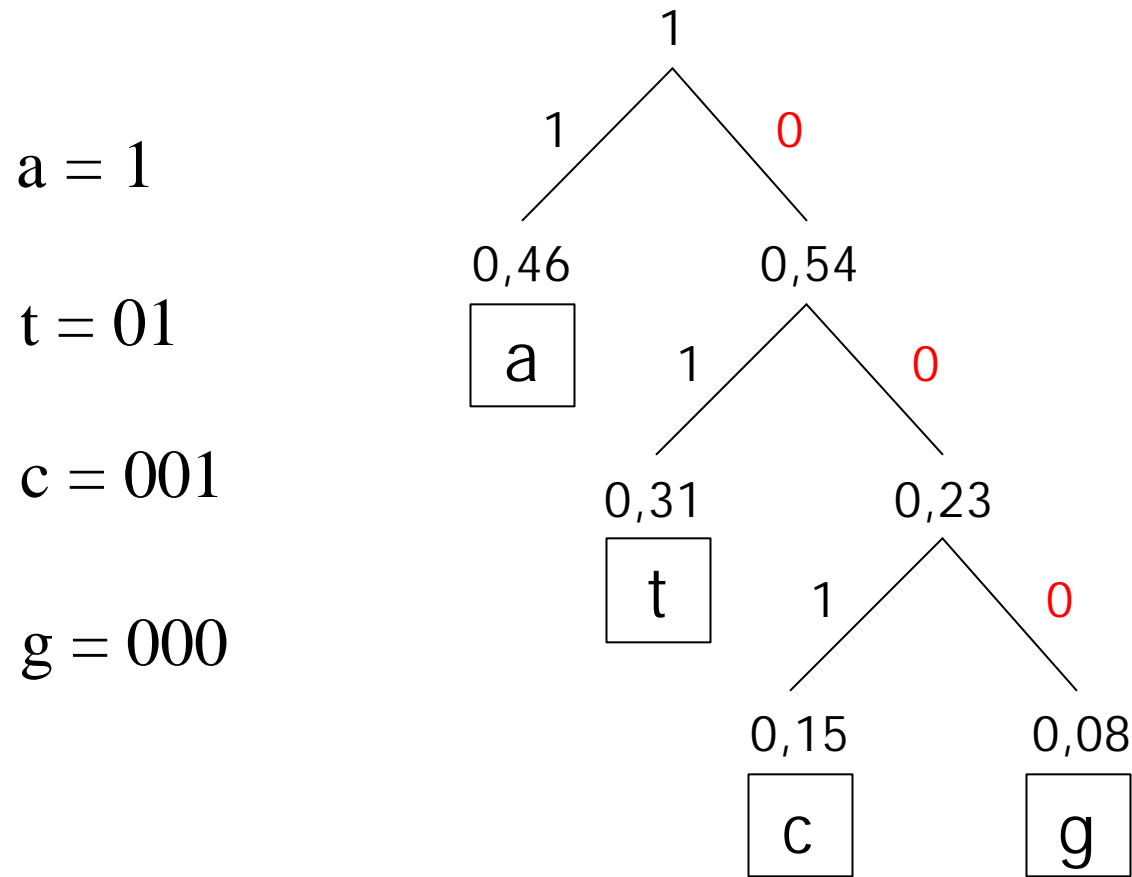 1
1 0
a = 1
0,46 0,54
t = 01
a
1 0
c = 001
0,31 0,23
t
1 0
g = 000
0,15 0,08
c g